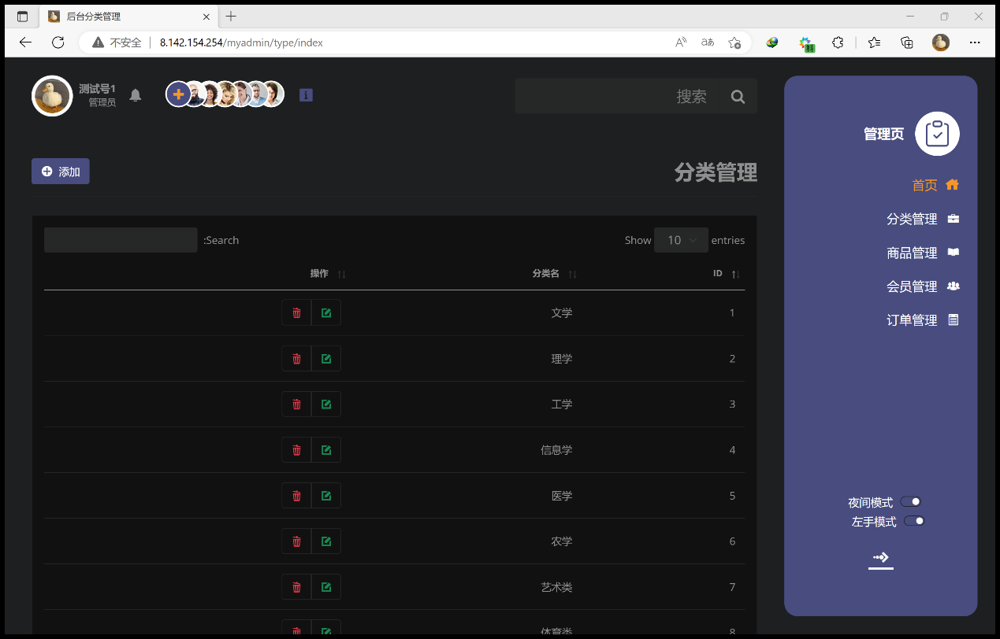 后台分类管理
不安全
8.142.154.254/myadmin/type/index
测试号1
管理员
搜索
添加
分类管理
:Search
Show 10 entries
操作 分类名 ID
文学 1
理学 2
工学 3
信息学 4
医学 5
农学 6
艺术类 7
体育类 8
管理页
首页
分类管理
商品管理
会员管理
订单管理
夜间模式
左手模式